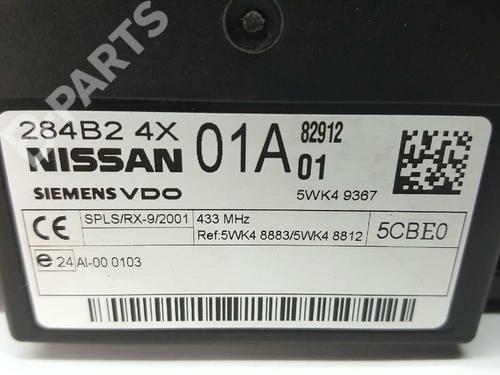 B-PARTS
284B2 4X 01A 82912 01
NISSAN
SIEMENS VDO 5WK4 9367
CE SPLS/RX-9/2001 433 MHz
Ref:5WK4 8883/5WK4 8812 5CBE0
e 24 AI-00 0103